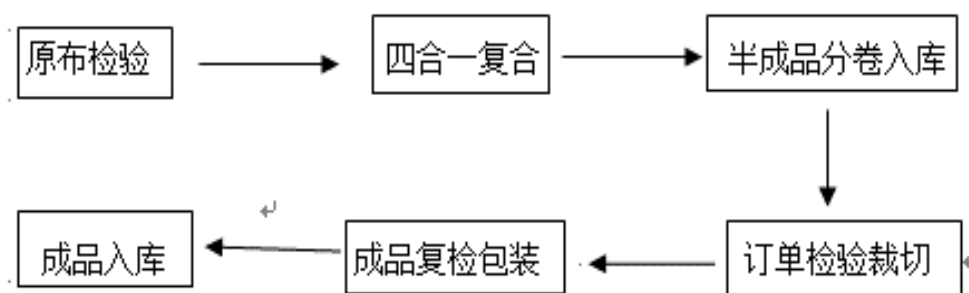 原布检验
四合一复合
半成品分卷入库
订单检验裁切
成品复检包装
成品入库